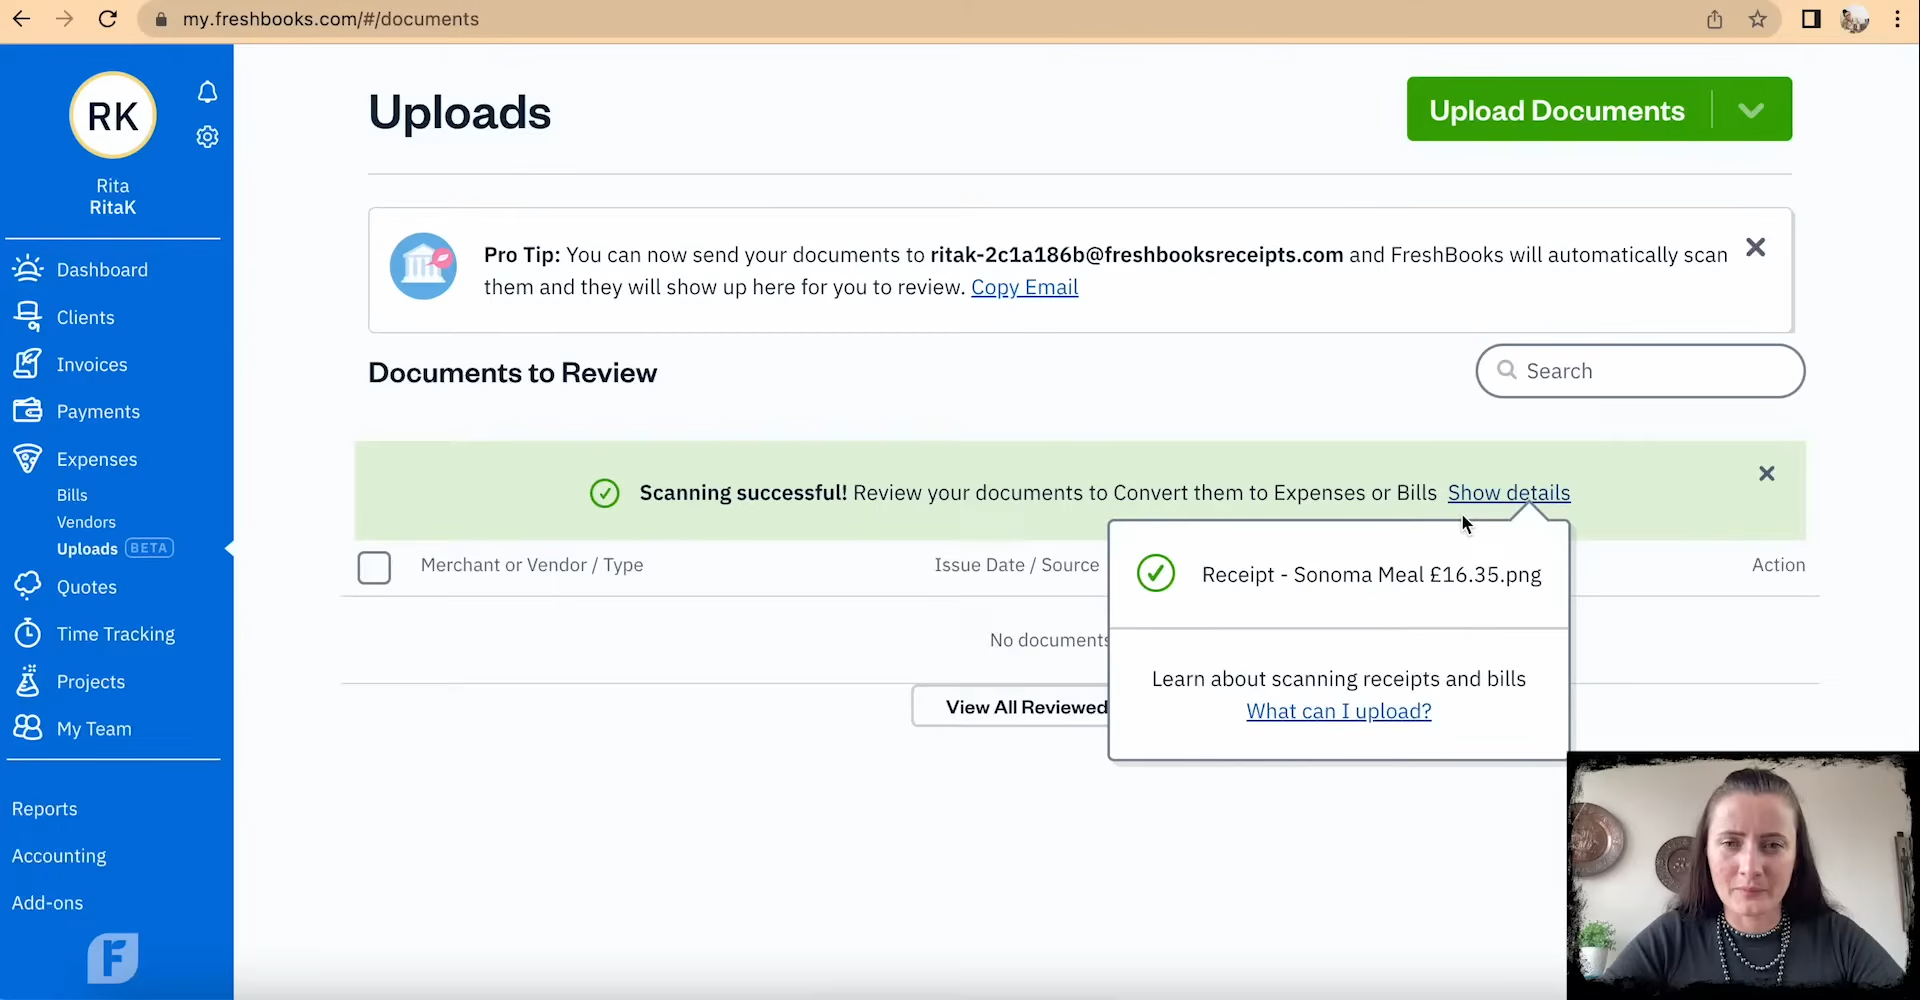 my.freshbooks.com/#/documents
RK
Rita
RitaK
Dashboard
Clients
Invoices
Payments
Expenses
Bills
Vendors
Uploads BETA
Quotes
Time Tracking
Projects
My Team
Reports
Accounting
Add-ons
F
Uploads
Upload Documents
Pro Tip: You can now send your documents to ritak-2c1a186b@freshbooksreceipts.com and FreshBooks will automatically scan
them and they will show up here for you to review. Copy Email
Documents to Review
Search
Scanning successful! Review your documents to Convert them to Expenses or Bills Show details
Merchant or Vendor / Type
Issue Date / Source
Action
Receipt - Sonoma Meal £16.35.png
No documents
Learn about scanning receipts and bills
What can I upload?
View All Reviewed